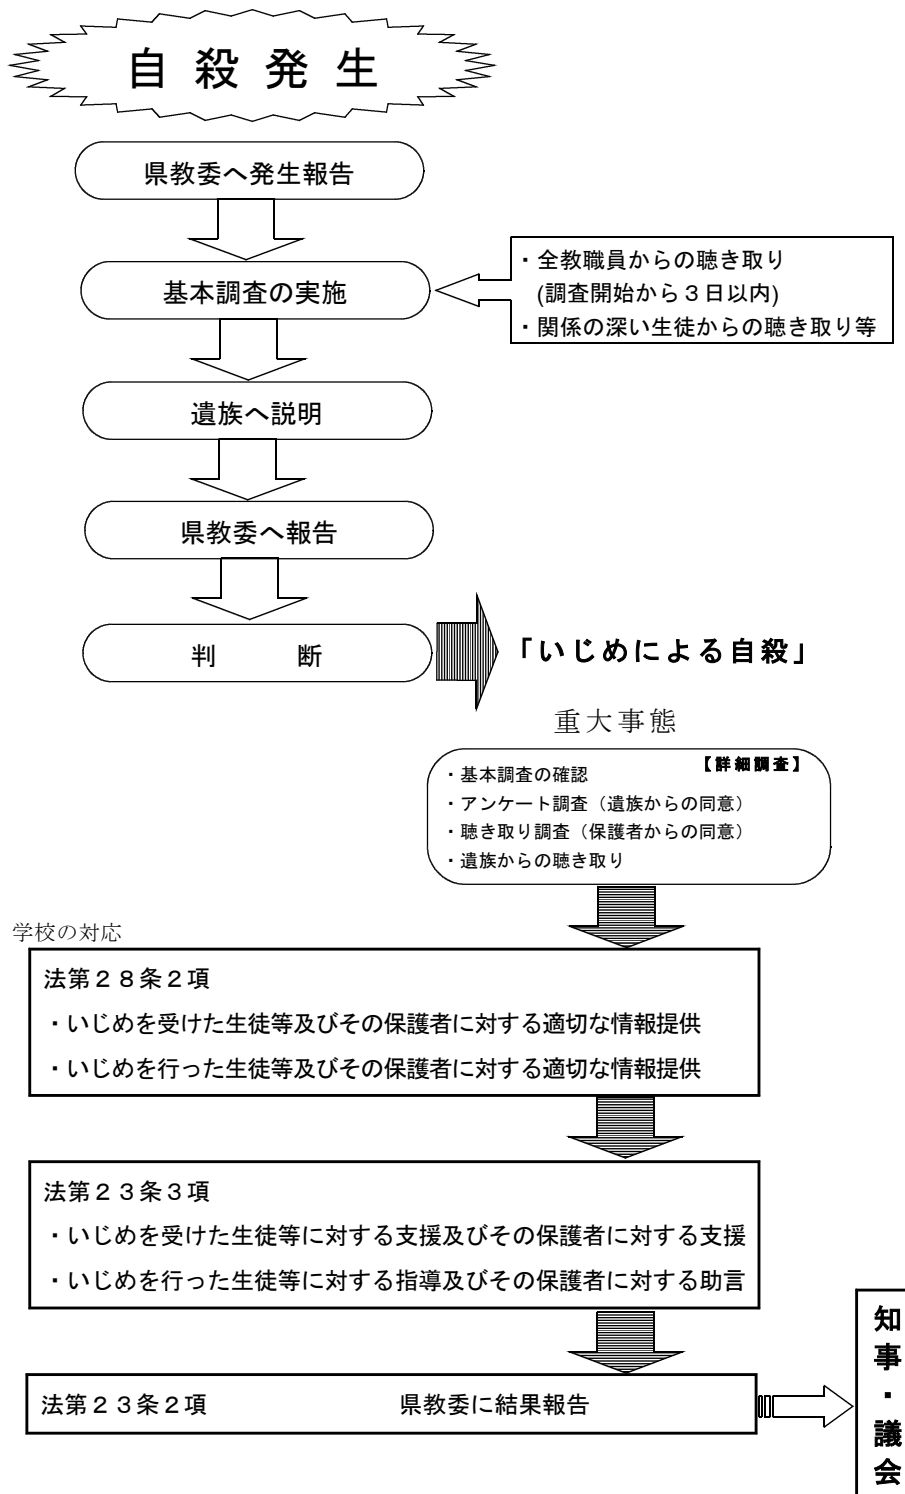 自殺発生
県教委へ発生報告
基本調査の実施
・全教職員からの聴き取り
(調査開始から３日以内)
・関係の深い生徒からの聴き取り等
遺族へ説明
県教委へ報告
判　　断
「いじめによる自殺」
重大事態
【詳細調査】
・基本調査の確認
・アンケート調査（遺族からの同意）
・聴き取り調査（保護者からの同意）
・遺族からの聴き取り
学校の対応
法第２８条２項
・いじめを受けた生徒等及びその保護者に対する適切な情報提供
・いじめを行った生徒等及びその保護者に対する適切な情報提供
法第２３条３項
・いじめを受けた生徒等に対する支援及びその保護者に対する支援
・いじめを行った生徒等に対する指導及びその保護者に対する助言
法第２３条２項　　県教委に結果報告
知事・議会